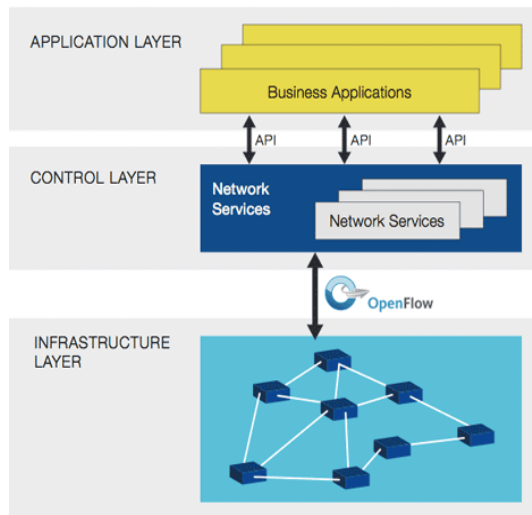 APPLICATION LAYER
Business Applications
API
API
API
CONTROL LAYER
Network
Services
Network Services
OpenFlow
INFRASTRUCTURE
LAYER